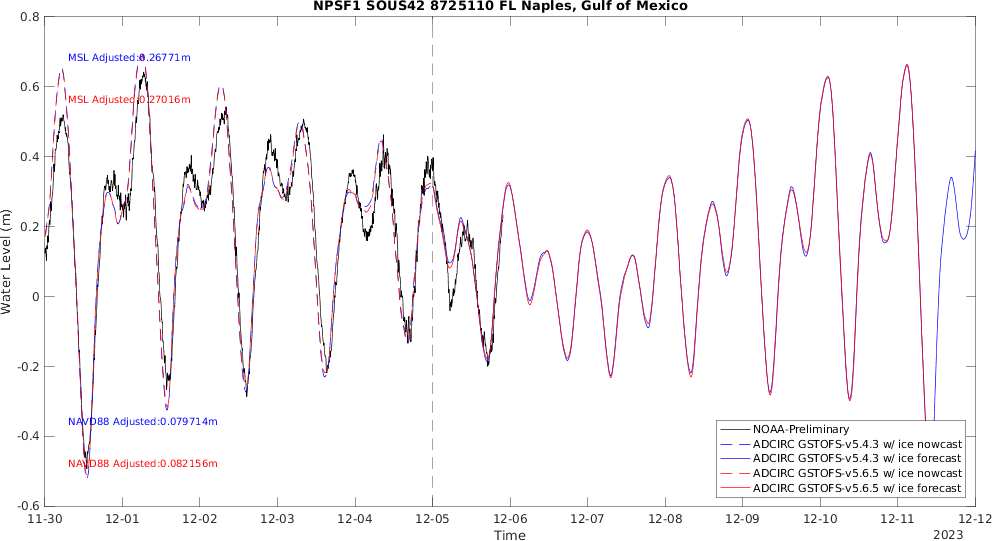 NPSF1 SOUS42 8725110 FL Naples, Gulf of Mexico
Water Level (m)
0.8
0.6
0.4
0.2
0
-0.2
-0.4
-0.6
MSL Adjusted:0.26771m
MSL Adjusted:0.27016m
NAVD88 Adjusted:0.079714m
NAVD88 Adjusted:0.082156m
NOAA-Preliminary
ADCIRC GSTOFS-v5.4.3 w/ ice nowcast
ADCIRC GSTOFS-v5.4.3 w/ ice forecast
ADCIRC GSTOFS-v5.6.5 w/ ice nowcast
ADCIRC GSTOFS-v5.6.5 w/ ice forecast
11-30 12-01 12-02 12-03 12-04 12-05 12-06 12-07 12-08 12-09 12-10 12-11 12-12
Time
2023